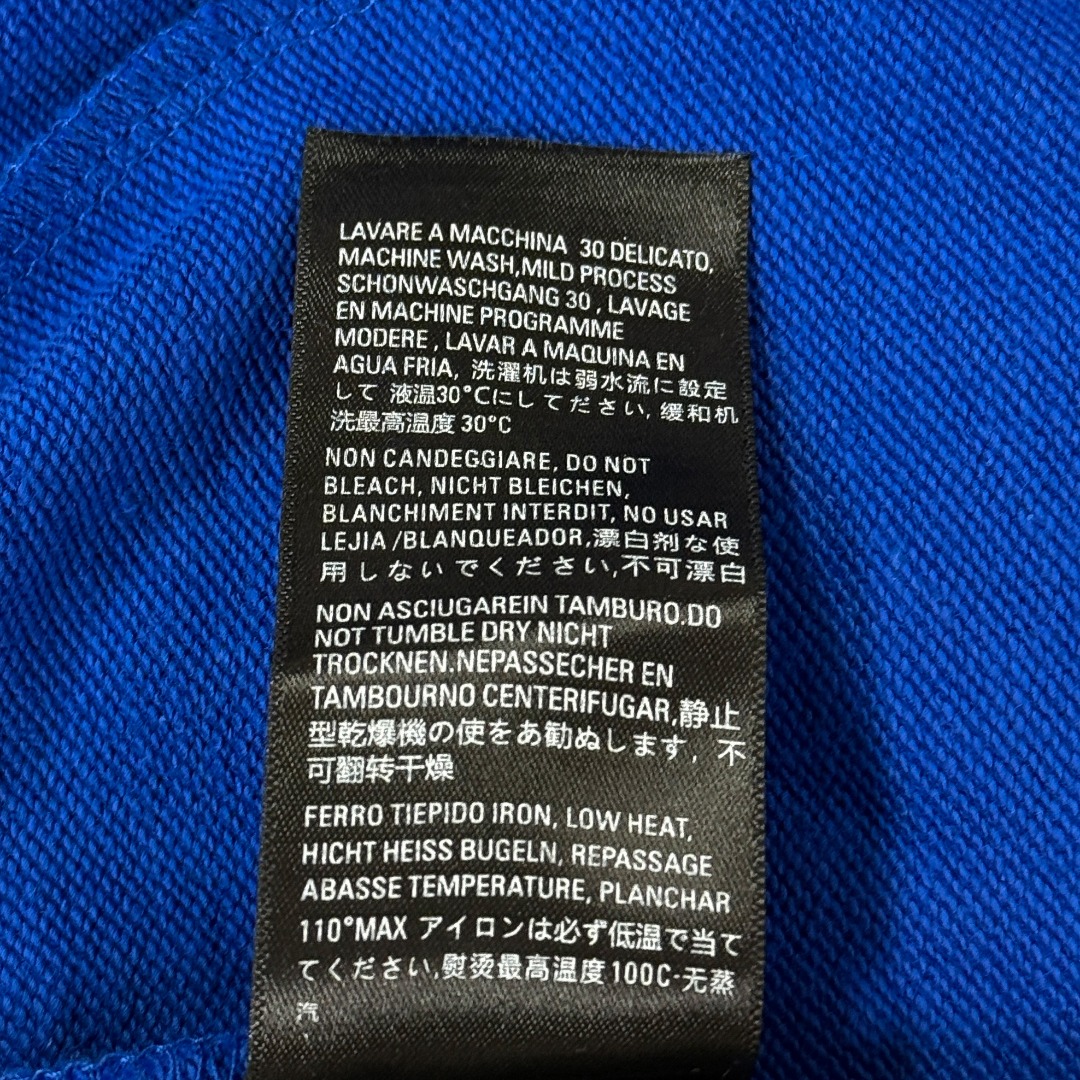 LAVARE A MACCHINA 30 DELICATO,
MACHINE WASH,MILD PROCESS
SCHONWASCHGANG 30 , LAVAGE
EN MACHINE PROGRAMME
MODERE , LAVAR A MAQUINA EN
AGUA FRIA, 洗濯机は弱水流に設定
して 液温30°Cにしてださい, 缓和机
洗最高温度 30°C
NON CANDEGGIARE, DO NOT
BLEACH, NICHT BLEICHEN,
BLANCHIMENT INTERDIT, NO USAR
LEJIA /BLANQUEADOR,漂白剤な使
用しないでください,不可漂白
NON ASCIUGAREIN TAMBURO.DO
NOT TUMBLE DRY NICHT
TROCKNEN.NEPASSECHER EN
TAMBOURNO CENTERIFUGAR,静止
型乾爆機の使をあ勧ぬします, 不
可翻转干燥
FERRO TIEPIDO IRON, LOW HEAT,
HICHT HEISS BUGELN, REPASSAGE
ABASSE TEMPERATURE, PLANCHAR
110°MAX アイロンは必ず低温で当て
てください,熨烫最高温度100C-无蒸
汽